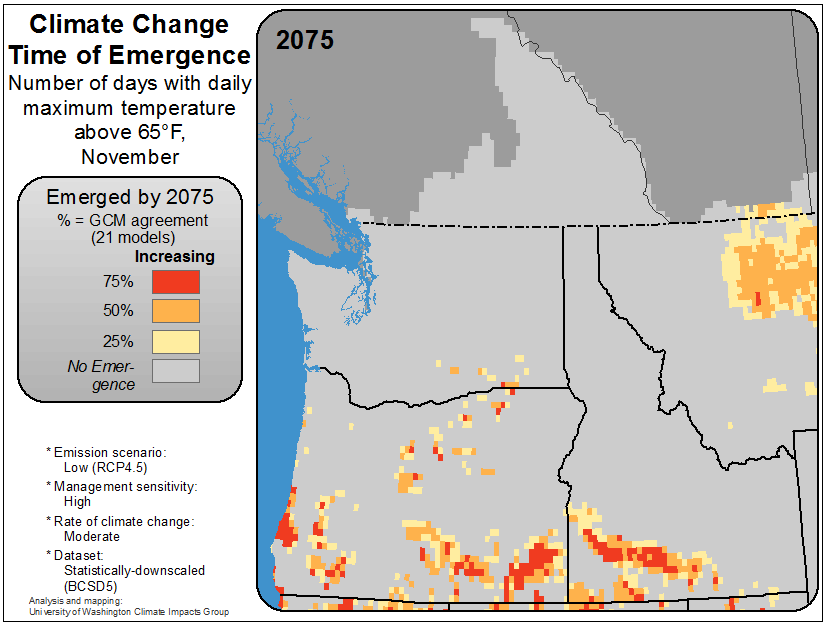 Climate Change
Time of Emergence
Number of days with daily
maximum temperature
above 65°F,
November
2075
Emerged by 2075
% = GCM agreement
(21 models)
Increasing
75%
50%
25%
No Emer-
gence
* Emission scenario:
Low (RCP4.5)
* Management sensitivity:
High
* Rate of climate change:
Moderate
* Dataset:
Statistically-downscaled
(BCSD5)
Analysis and mapping:
University of Washington Climate Impacts Group